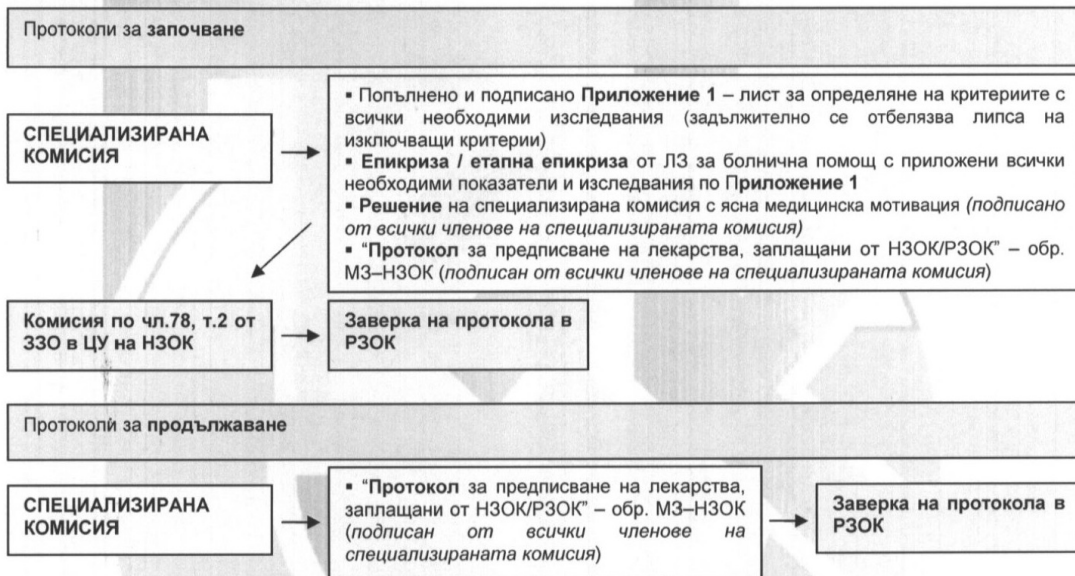 Протоколи за започване
СПЕЦИАЛИЗИРАНА
КОМИСИЯ
▪ Попълнено и подписано Приложение 1 – лист за определяне на критериите с
всички необходими изследвания (задължително се отбелязва липса на
изключващи критерии)
▪ Епикриза / етапна епикриза от ЛЗ за болнична помощ с приложени всички
необходими показатели и изследвания по Приложение 1
▪ Решение на специализирана комисия с ясна медицинска мотивация (подписано
от всички членове на специализираната комисия)
▪ “Протокол за предписване на лекарства, заплащани от НЗОК/РЗОК” – обр.
МЗ–НЗОК (подписан от всички членове на специализираната комисия)
Комисия по чл.78, т.2 от
ЗЗО в ЦУ на НЗОК
Заверка на протокола в
РЗОК
Протоколи за продължаване
СПЕЦИАЛИЗИРАНА
КОМИСИЯ
▪ “Протокол за предписване на лекарства,
заплащани от НЗОК/РЗОК” – обр. МЗ–НЗОК
(подписан от всички членове на
специализираната комисия)
Заверка на протокола в
РЗОК